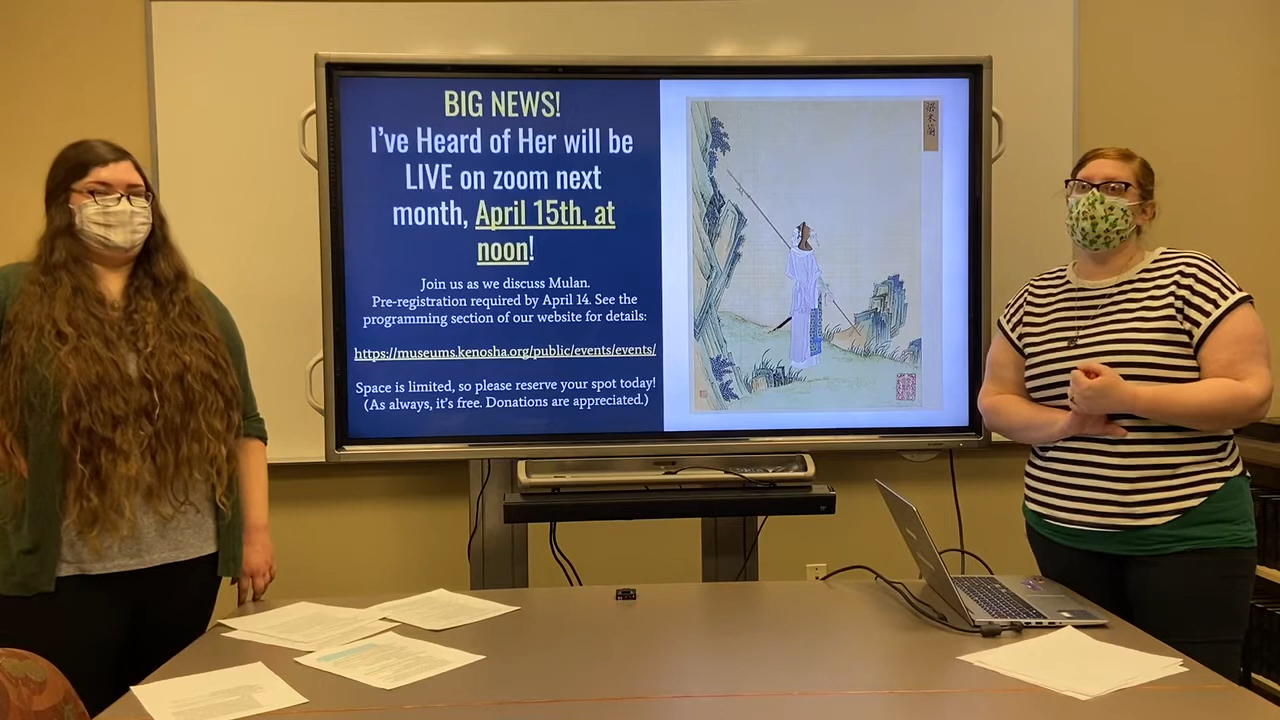 BIG NEWS!
I've Heard of Her will be
LIVE on zoom next
month, April 15th, at
noon!
Join us as we discuss Mulan.
Pre-registration required by April 14. See the
programming section of our website for details:
https://museums.kenosha.org/public/events/events/
Space is limited, so please reserve your spot today!
(As always, it's free. Donations are appreciated.)